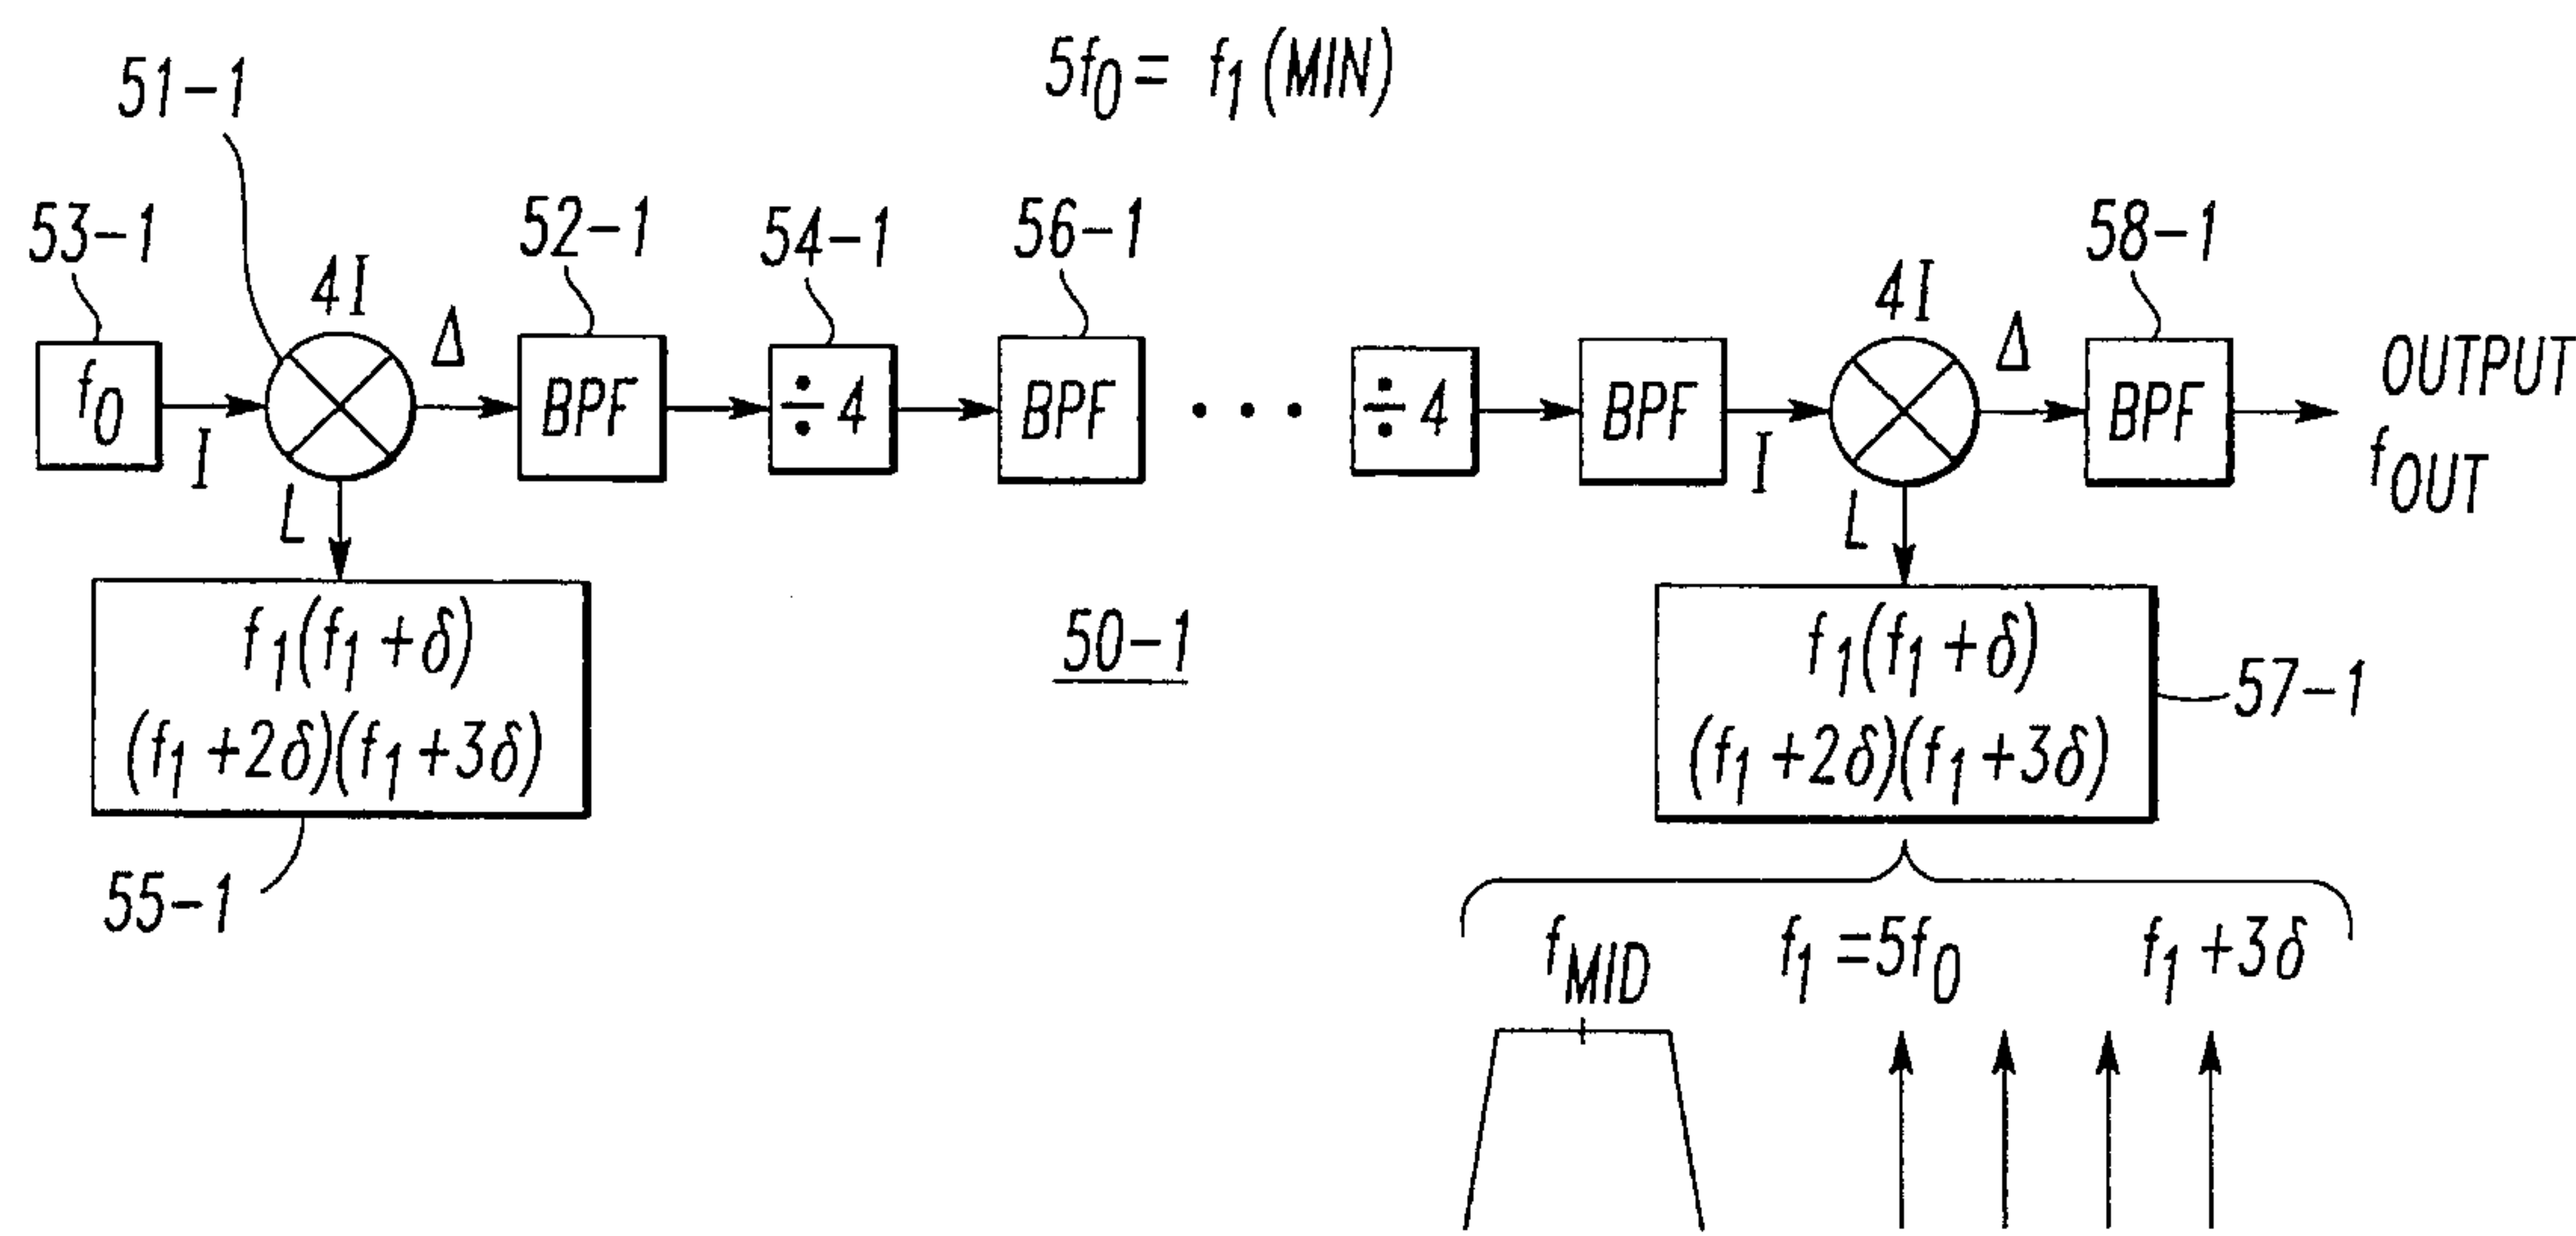 5f0 = f1 (MIN)
51-1
53-1
4I
Δ
52-1
54-1
56-1
4I
Δ
58-1
f0
I
BPF
÷ 4
BPF
• • •
÷ 4
BPF
I
BPF
OUTPUT
fOUT
L
L
f1(f1 + δ)
(f1 +2δ)(f1 +3δ)
55-1
50-1
f1(f1 + δ)
(f1 +2δ)(f1 +3δ)
57-1
fMID
f1 =5f0
f1 +3δ